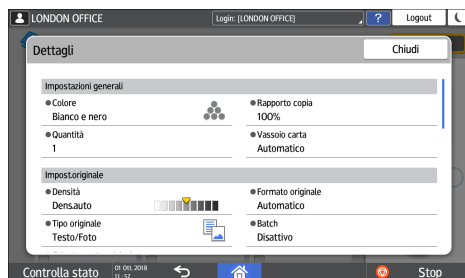 LONDON OFFICE
Login: [LONDON OFFICE]
?
Logout
Dettagli
Chiudi
Impostazioni generali
Colore
Bianco e nero
Rapporto copia
100%
Quantità
1
Vassoio carta
Automatico
Impost.originale
Densità
Dens.auto
Formato originale
Automatico
Tipo originale
Testo/Foto
Batch
Disattivo
Controlla stato
01 Ott. 2018
11:57
Stop